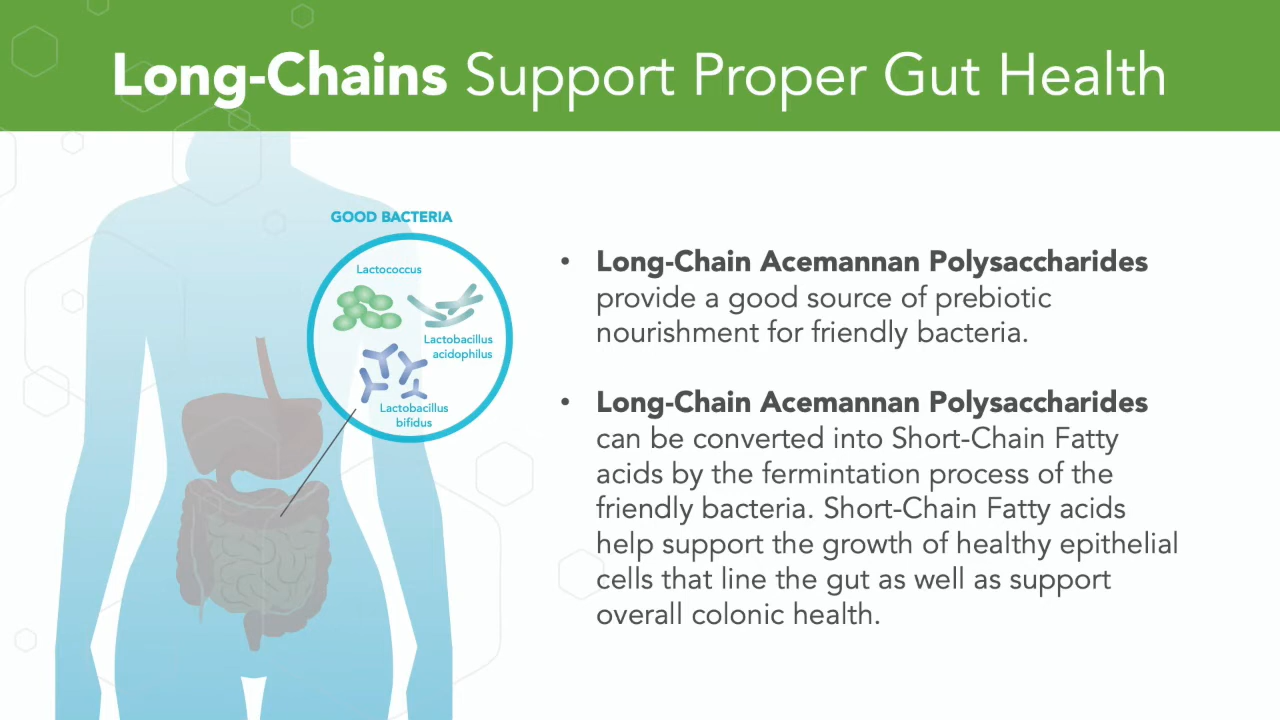 Long-Chains Support Proper Gut Health
GOOD BACTERIA
Lactococcus
Lactobacillus
acidophilus
Lactobacillus
bifidus
• Long-Chain Acemannan Polysaccharides
provide a good source of prebiotic
nourishment for friendly bacteria.
• Long-Chain Acemannan Polysaccharides
can be converted into Short-Chain Fatty
acids by the fermintation process of the
friendly bacteria. Short-Chain Fatty acids
help support the growth of healthy epithelial
cells that line the gut as well as support
overall colonic health.